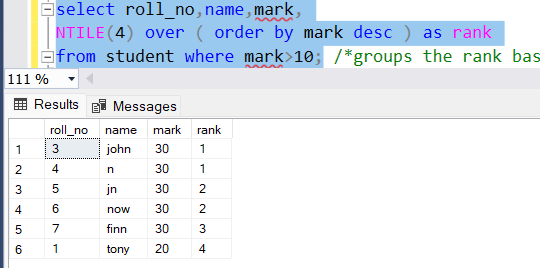 select roll_no,name,mark,
NTILE(4) over ( order by mark desc ) as rank
from student where mark>10; /*groups the rank bas
111 %
Results Messages
roll_no name mark rank
1 3 john 30 1
2 4 n 30 1
3 5 jn 30 2
4 6 now 30 2
5 7 finn 30 3
6 1 tony 20 4